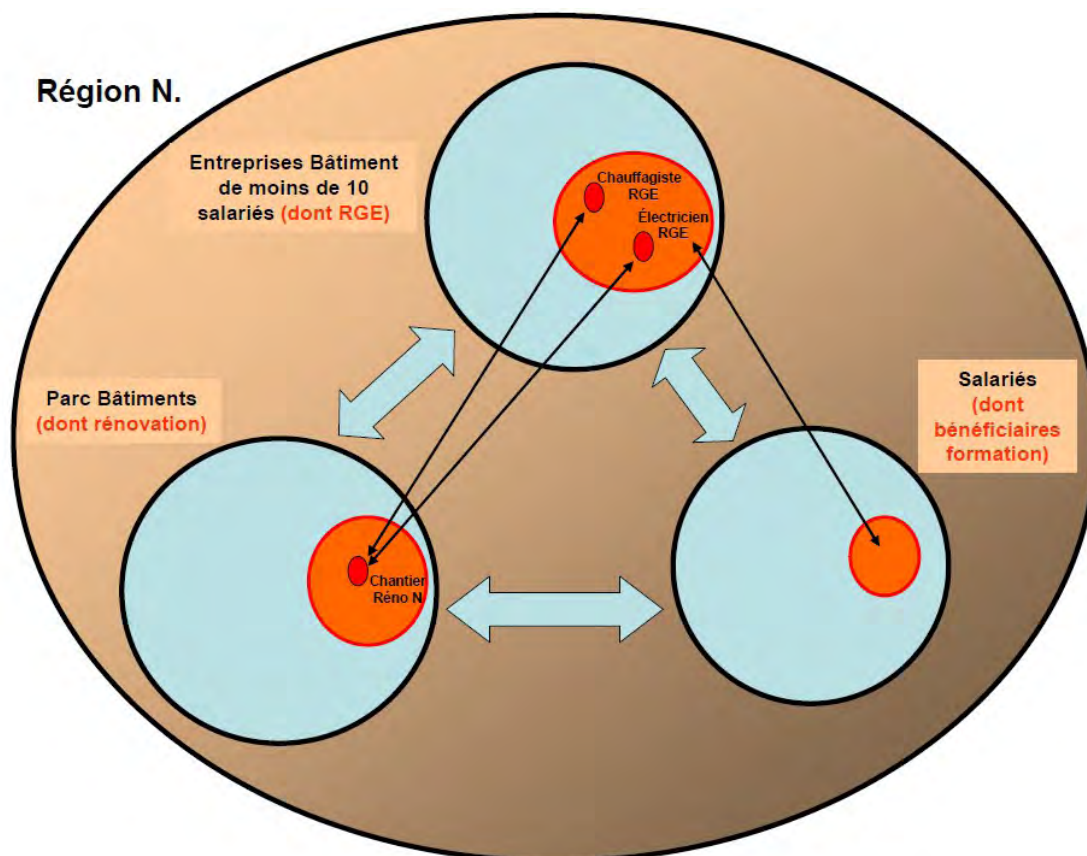 Région N.
Entreprises Bâtiment
de moins de 10
salariés (dont RGE)
Chauffagiste
RGE
Électricien
RGE
Parc Bâtiments
(dont rénovation)
Salariés
(dont
bénéficiaires
formation)
Chantier
Réno N